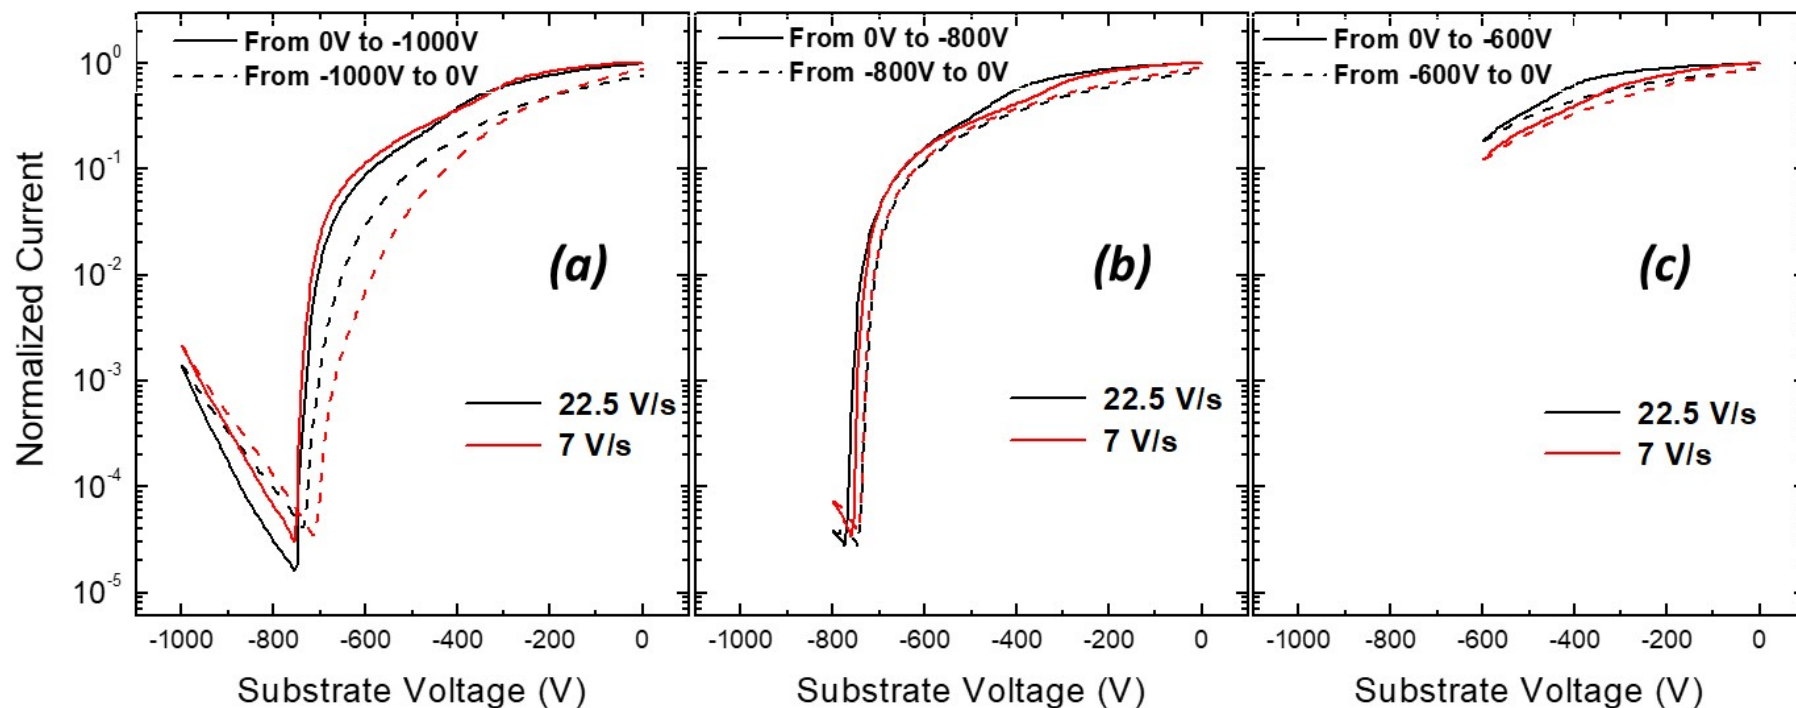 From 0V to -1000V
From -1000V to 0V
From 0V to -800V
From -800V to 0V
From 0V to -600V
From -600V to 0V
Normalized Current
10^0
10^-1
10^-2
10^-3
10^-4
10^-5
(a)
(b)
(c)
22.5 V/s
7 V/s
22.5 V/s
7 V/s
22.5 V/s
7 V/s
-1000 -800 -600 -400 -200 0
-1000 -800 -600 -400 -200 0
-1000 -800 -600 -400 -200 0
Substrate Voltage (V)
Substrate Voltage (V)
Substrate Voltage (V)